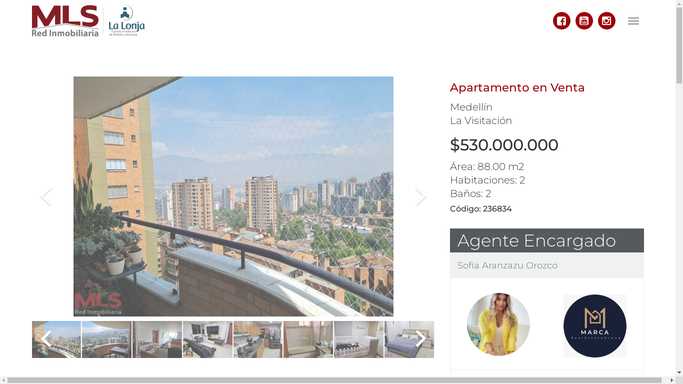 MLS
Red Inmobiliaria
La Lonja
Apartamento en Venta
Medellín
La Visitación
$530.000.000
Área: 88.00 m2
Habitaciones: 2
Baños: 2
Código: 236834
MLS
Red Inmobiliaria
Agente Encargado
Sofía Aranzazu Orozco
MARCA